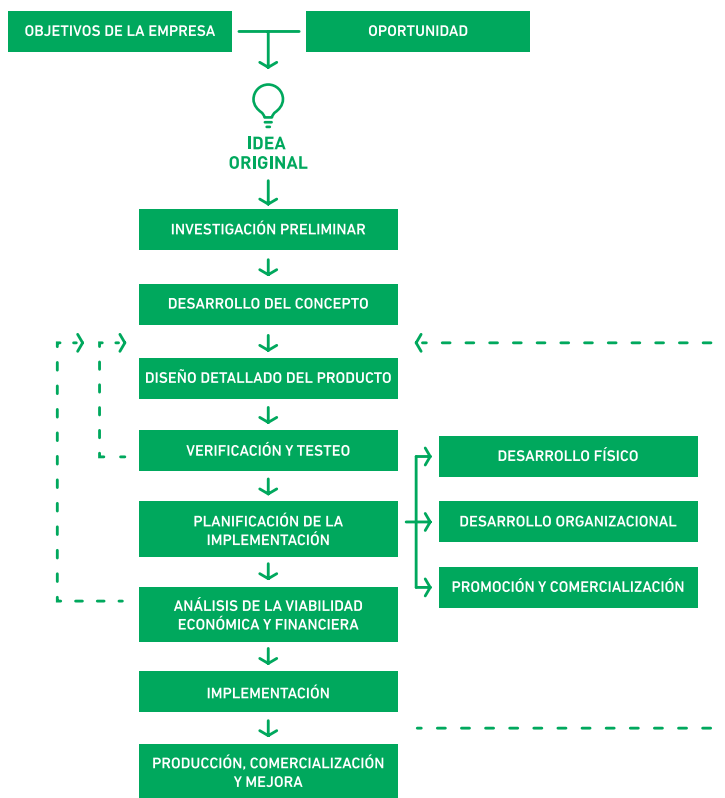 OBJETIVOS DE LA EMPRESA
OPORTUNIDAD
IDEA
ORIGINAL
INVESTIGACIÓN PRELIMINAR
DESARROLLO DEL CONCEPTO
DISEÑO DETALLADO DEL PRODUCTO
VERIFICACIÓN Y TESTEO
DESARROLLO FÍSICO
PLANIFICACIÓN DE LA
IMPLEMENTACIÓN
DESARROLLO ORGANIZACIONAL
PROMOCIÓN Y COMERCIALIZACIÓN
ANÁLISIS DE LA VIABILIDAD
ECONÓMICA Y FINANCIERA
IMPLEMENTACIÓN
PRODUCCIÓN, COMERCIALIZACIÓN
Y MEJORA